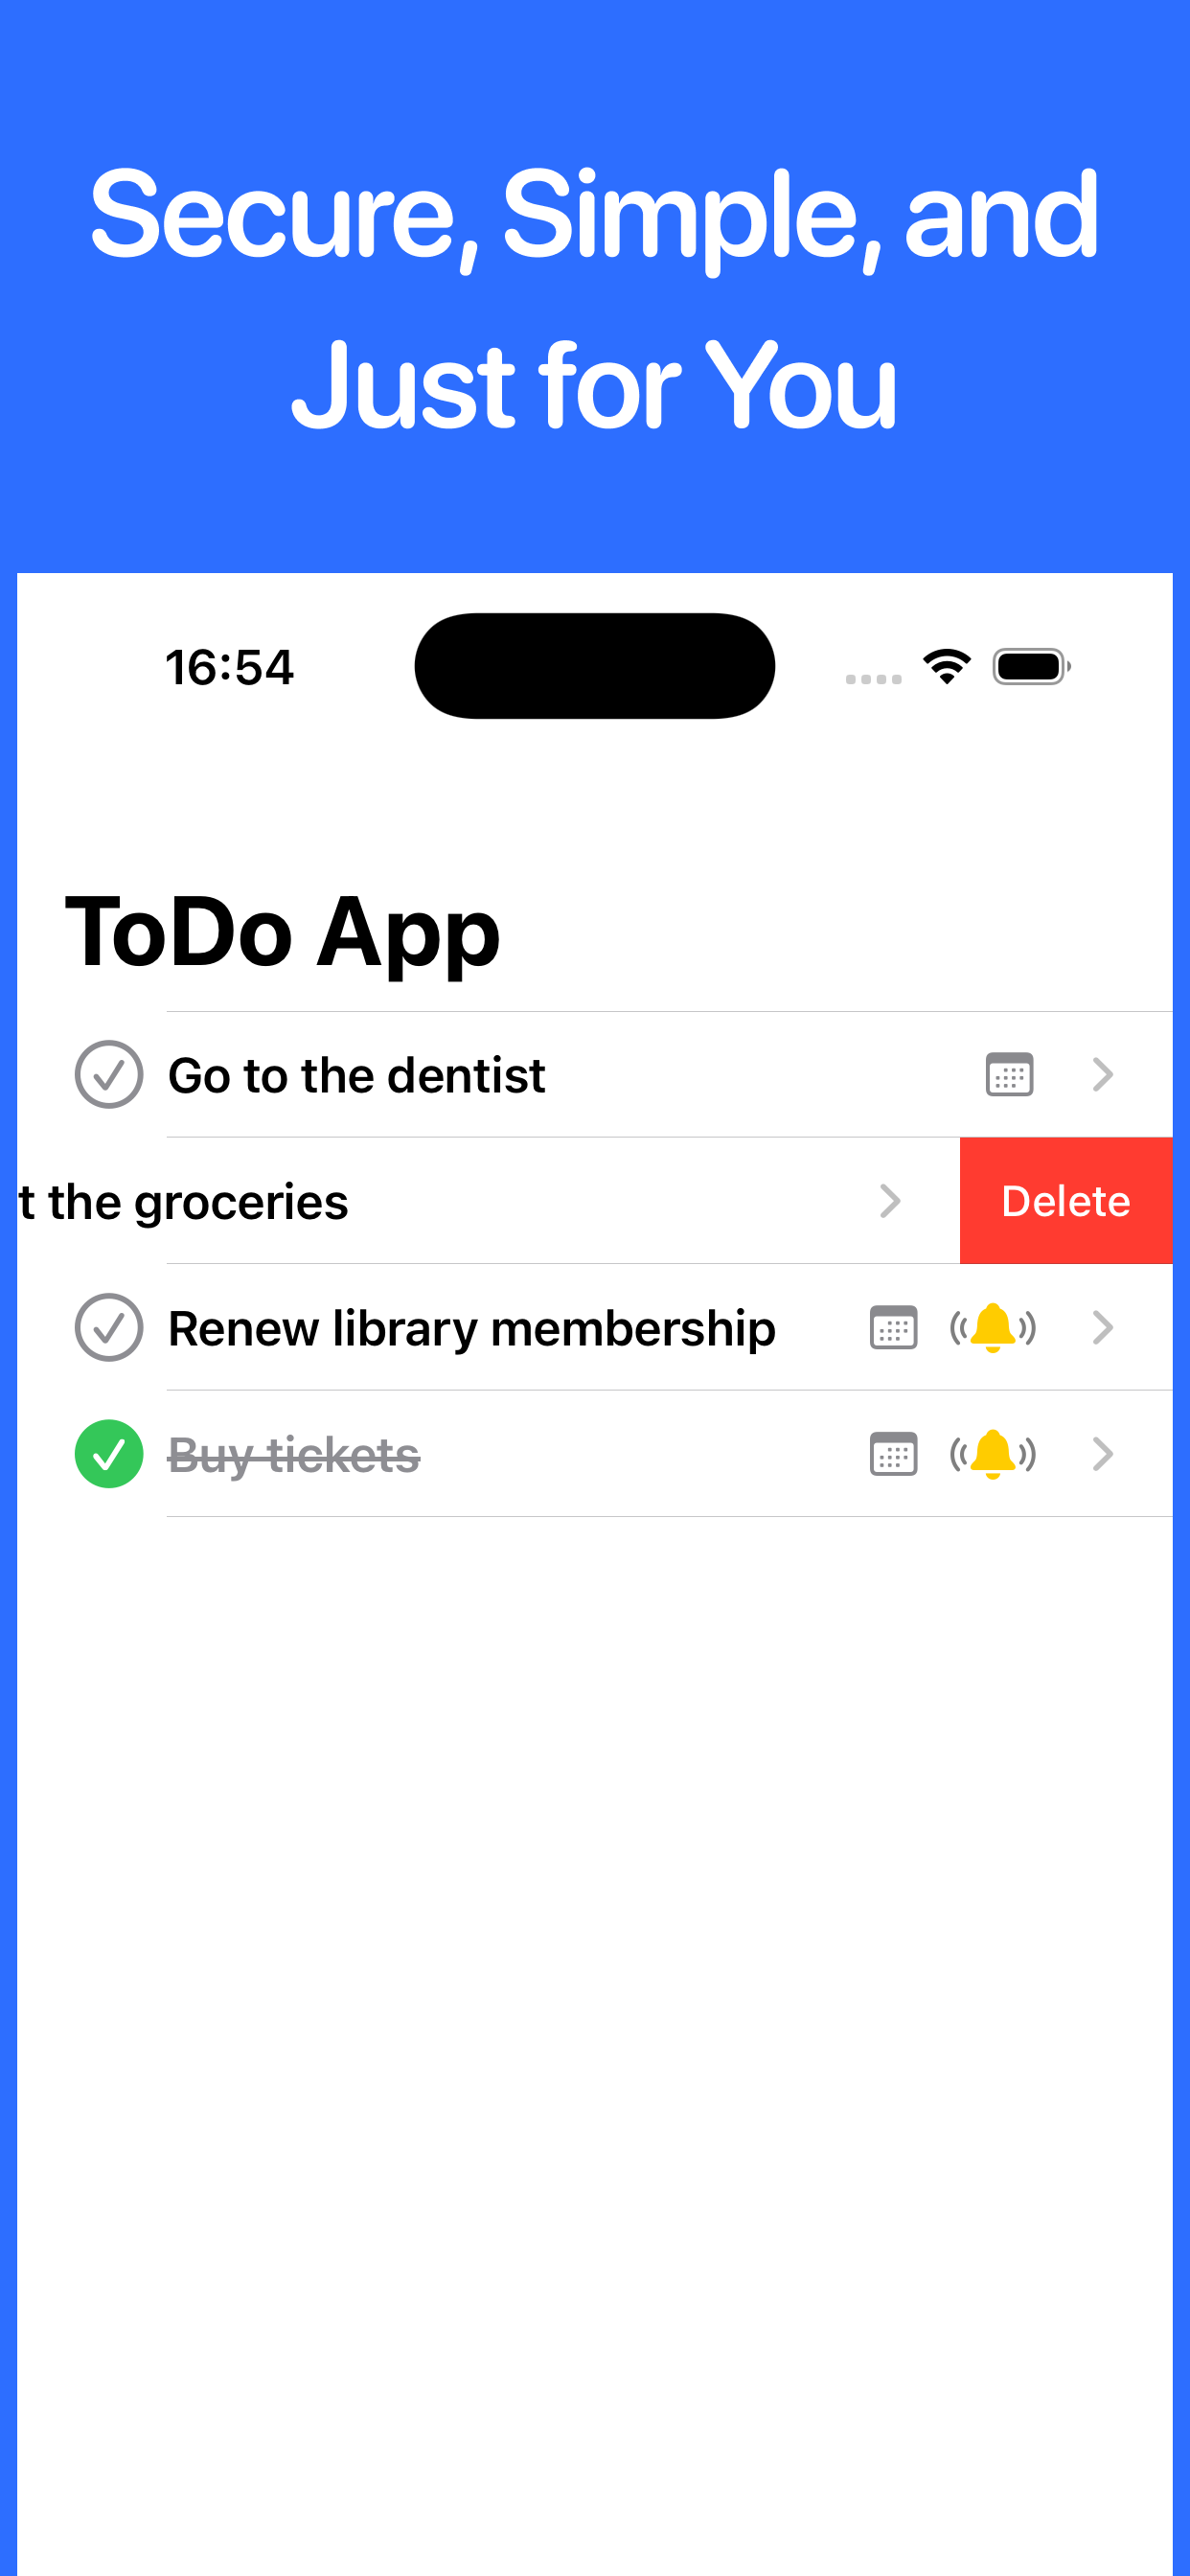 Secure, Simple, and
Just for You
16:54
ToDo App
Go to the dentist
t the groceries
Delete
Renew library membership
Buy tickets